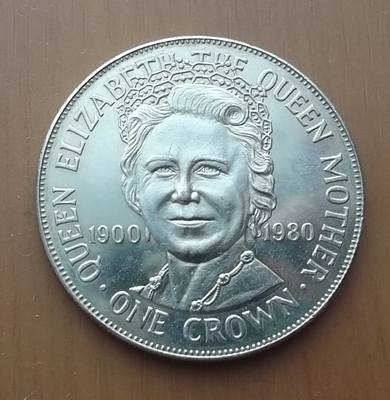 · QUEEN ELIZABETH · THE QUEEN MOTHER ·
1900 1980
ONE CROWN